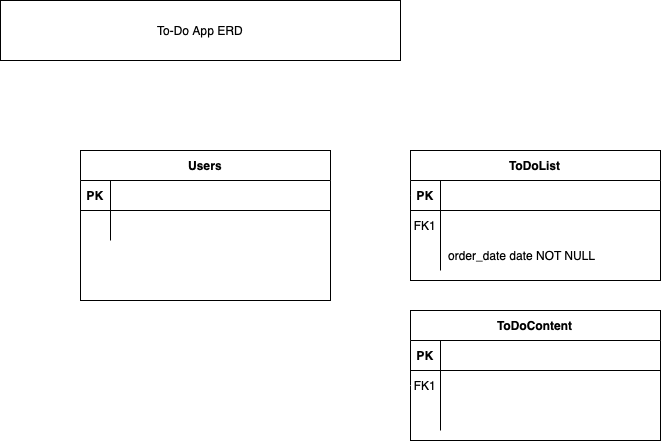 To-Do App ERD
Users
PK
ToDoList
PK
FK1
order_date date NOT NULL
ToDoContent
PK
FK1